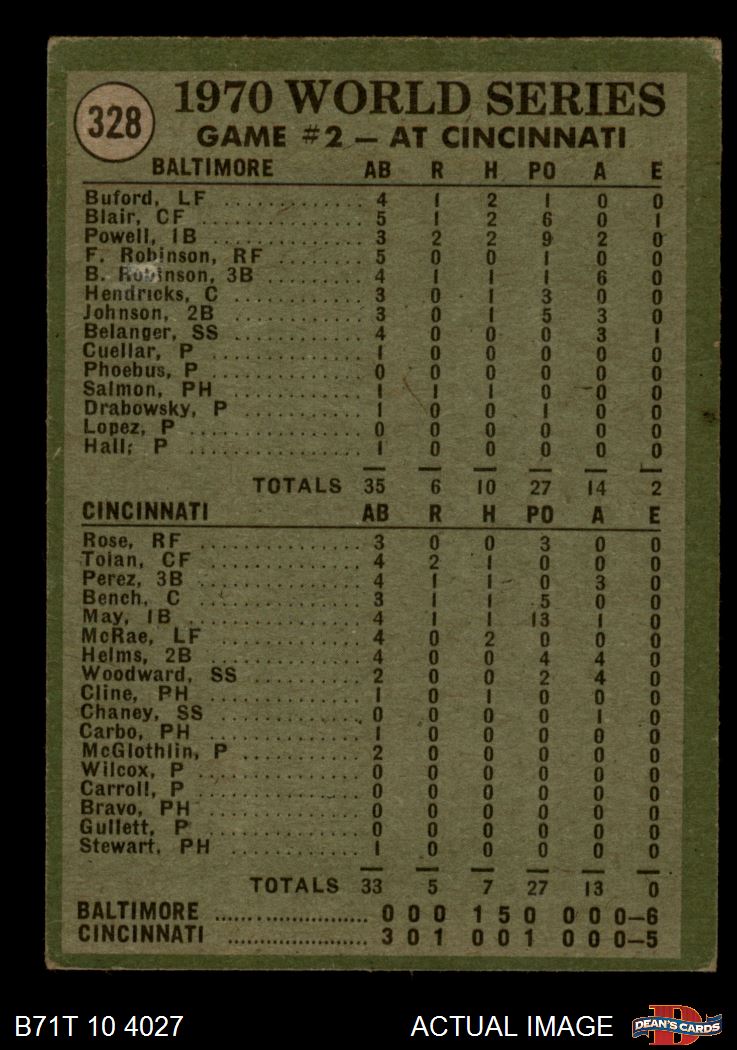 328
1970 WORLD SERIES
GAME #2 – AT CINCINNATI
BALTIMORE AB R H PO A E
Buford, LF .............. 4 1 2 1 0 0
Blair, CF ................ 5 1 2 6 0 1
Powell, 1B ............. 3 2 2 9 2 0
F. Robinson, RF ........ 5 0 0 1 0 0
B. Robinson, 3B ......... 4 1 1 1 6 0
Hendricks, C ............ 3 0 1 3 0 0
Johnson, 2B ............. 3 0 1 5 3 0
Belanger, SS ............ 4 0 0 0 3 1
Cuellar, P .............. 1 0 0 0 0 0
Phoebus, P .............. 0 0 0 0 0 0
Salmon, PH .............. 1 1 1 0 0 0
Drabowsky, P ............ 1 0 0 1 0 0
Lopez, P ................ 0 0 0 0 0 0
Hall, P ................. 1 0 0 0 0 0
TOTALS 35 6 10 27 14 2
CINCINNATI AB R H PO A E
Rose, RF ................ 3 0 0 3 0 0
Tolan, CF ............... 4 2 1 0 0 0
Perez, 3B ............... 4 1 1 0 3 0
Bench, C ................ 3 1 1 5 0 0
May, 1B ................. 4 1 1 13 1 0
McRae, LF ............... 4 0 2 0 0 0
Helms, 2B ............... 4 0 0 4 4 0
Woodward, SS ............ 2 0 0 2 4 0
Cline, PH ............... 1 0 1 0 0 0
Chaney, SS .............. 0 0 0 0 1 0
Carbo, PH ............... 1 0 0 0 0 0
McGlothlin, P ........... 2 0 0 0 0 0
Wilcox, P ............... 0 0 0 0 0 0
Carroll, P .............. 0 0 0 0 0 0
Bravo, PH ............... 0 0 0 0 0 0
Gullett, P .............. 0 0 0 0 0 0
Stewart, PH ............. 1 0 0 0 0 0
TOTALS 33 5 7 27 13 0
BALTIMORE ...................... 0 0 0 1 5 0 0 0 0–6
CINCINNATI .................... 3 0 1 0 0 1 0 0 0–5
B71T 10 4027
ACTUAL IMAGE
D
DEAN'S CARDS